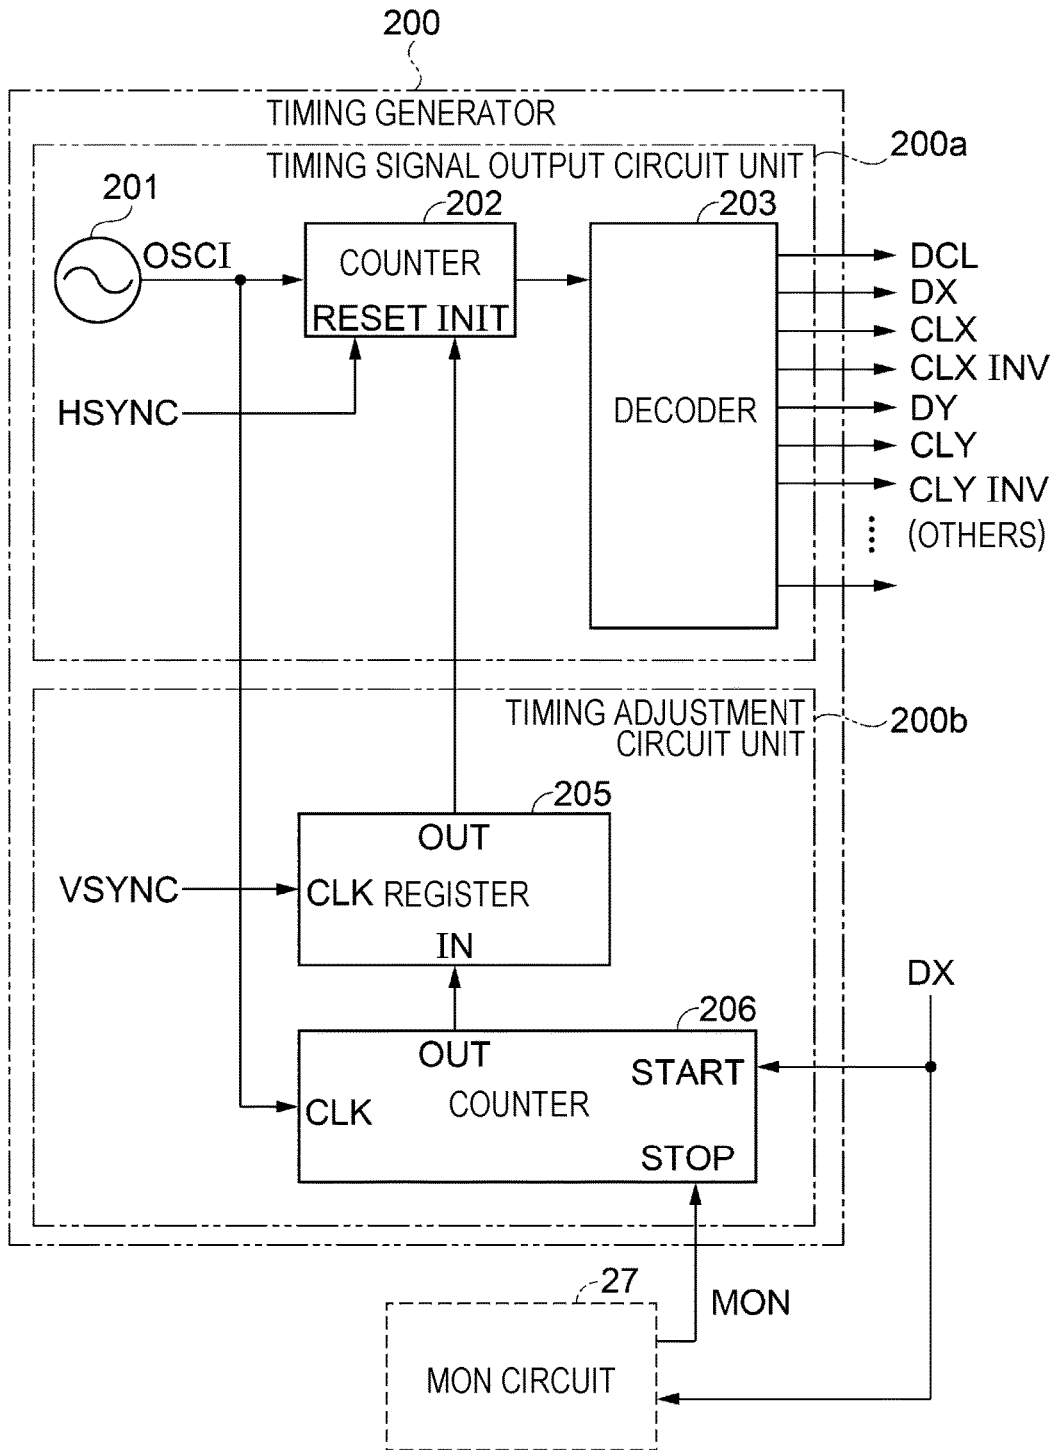 200
TIMING GENERATOR
200a
TIMING SIGNAL OUTPUT CIRCUIT UNIT
201
202
203
OSCI
COUNTER
RESET INIT
HSYNC
DECODER
DCL
DX
CLX
CLX INV
DY
CLY
CLY INV
(OTHERS)
TIMING ADJUSTMENT
CIRCUIT UNIT
200b
205
OUT
VSYNC
CLK REGISTER
IN
DX
206
OUT
START
COUNTER
CLK
STOP
27
MON
MON CIRCUIT